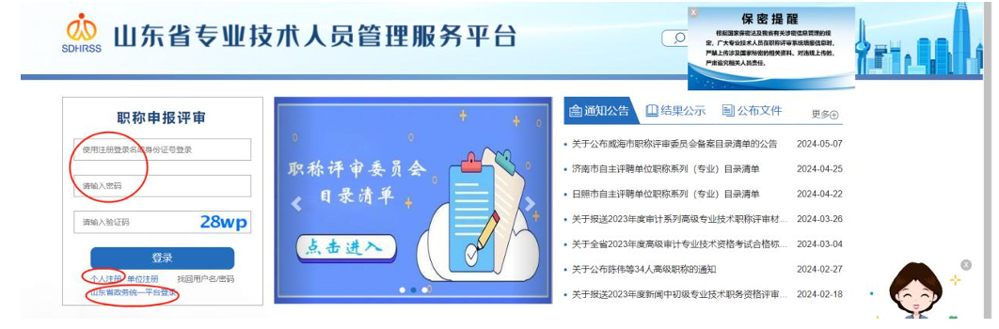 SDHRSS
山东省专业技术人员管理服务平台
保密提醒
根据国家保密法及我省有关涉密信息管理的规
定,广大专业技术人员在职称评审系统填报信息时,
严禁上传涉及国家秘密的相关资料。对违规上传的,
严肃追究相关人员责任。
职称申报评审
使用注册登录名或身份证号登录
请输入密码
请输入验证码
28wp
登录
个人注册 单位注册 找回用户名/密码
山东省政务统一平台登录
职称评审委员会
目录清单
点击进入
通知公告 结果公示 公布文件 更多
关于公布威海市职称评审委员会备案目录清单的公告 2024-05-07
济南市自主评聘单位职称系列(专业)目录清单 2024-04-25
日照市自主评聘单位职称系列(专业)目录清单 2024-04-22
关于报送2023年度审计系列高级专业技术职称评审材... 2024-03-26
关于全省2023年度高级审计专业技术资格考试合格标... 2024-03-04
关于公布陈伟等34人高级职称的通知 2024-02-27
关于报送2023年度新闻中初级专业技术职务资格评审... 2024-02-18